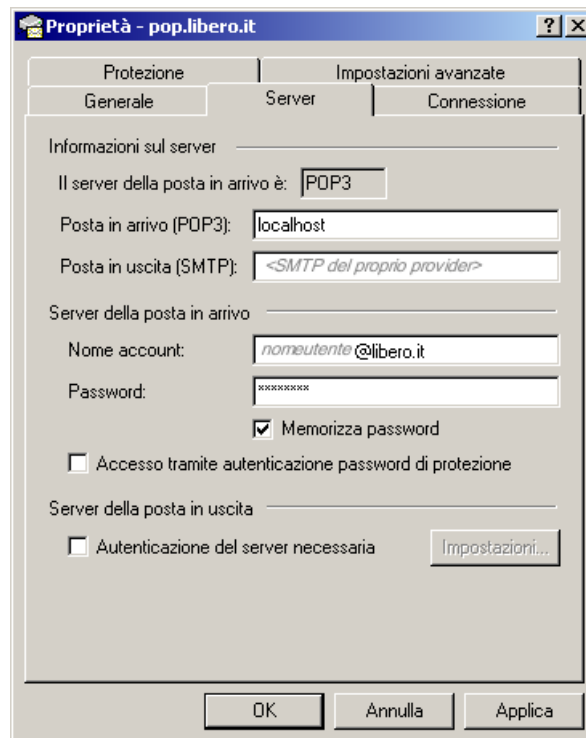 Proprietà - pop.libero.it
Protezione Impostazioni avanzate
Generale Server Connessione
Informazioni sul server
Il server della posta in arrivo è: POP3
Posta in arrivo (POP3): localhost
Posta in uscita (SMTP): <SMTP del proprio provider>
Server della posta in arrivo
Nome account: nomeutente @libero.it
Password: ********
Memorizza password
Accesso tramite autenticazione password di protezione
Server della posta in uscita
Autenticazione del server necessaria Impostazioni...
OK Annulla Applica